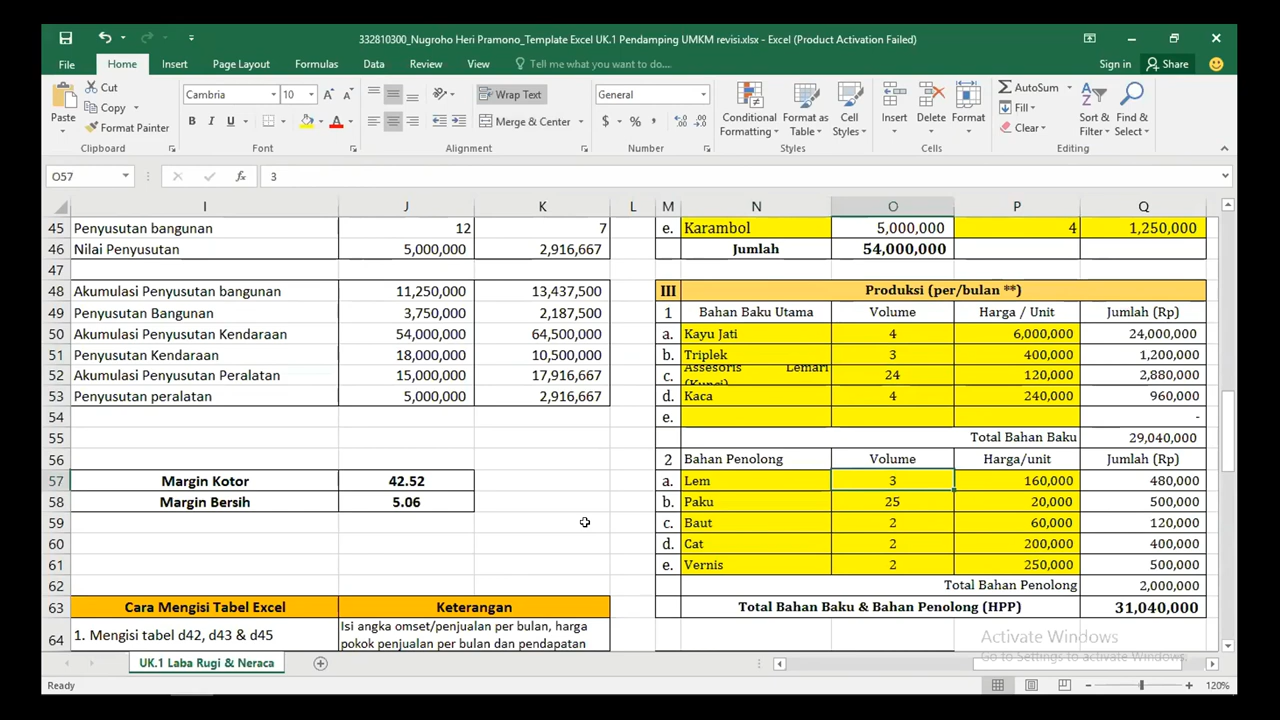 332810300_Nugroho Heri Pramono_Template Excel UK.1 Pendamping UMKM revisi.xlsx - Excel (Product Activation Failed)
File Home Insert Page Layout Formulas Data Review View Tell me what you want to do... Sign in Share
Paste Cut Copy Format Painter Clipboard
Cambria 10 A A B I U A Font
Wrap Text Merge & Center Alignment
General $ % , Number
Conditional Formatting Format as Table Cell Styles Styles
Insert Delete Format Cells
AutoSum Fill Clear Sort & Filter Find & Select Editing
O57 fx 3
I J K L M N O P Q
45 Penyusutan bangunan 12 7 e. Karambol 5,000,000 4 1,250,000
46 Nilai Penyusutan 5,000,000 2,916,667 Jumlah 54,000,000
47
48 Akumulasi Penyusutan bangunan 11,250,000 13,437,500 III Produksi (per/bulan **)
49 Penyusutan Bangunan 3,750,000 2,187,500 1 Bahan Baku Utama Volume Harga / Unit Jumlah (Rp)
50 Akumulasi Penyusutan Kendaraan 54,000,000 64,500,000 a. Kayu Jati 4 6,000,000 24,000,000
51 Penyusutan Kendaraan 18,000,000 10,500,000 b. Triplek 3 400,000 1,200,000
52 Akumulasi Penyusutan Peralatan 15,000,000 17,916,667 c. Assesoris Lemari (Kunci) 24 120,000 2,880,000
53 Penyusutan peralatan 5,000,000 2,916,667 d. Kaca 4 240,000 960,000
54 e. -
55 Total Bahan Baku 29,040,000
56 2 Bahan Penolong Volume Harga/unit Jumlah (Rp)
57 Margin Kotor 42.52 a. Lem 3 160,000 480,000
58 Margin Bersih 5.06 b. Paku 25 20,000 500,000
59 c. Baut 2 60,000 120,000
60 d. Cat 2 200,000 400,000
61 e. Vernis 2 250,000 500,000
62 Total Bahan Penolong 2,000,000
63 Cara Mengisi Tabel Excel Keterangan Total Bahan Baku & Bahan Penolong (HPP) 31,040,000
64 1. Mengisi tabel d42, d43 & d45 Isi angka omset/penjualan per bulan, harga
pokok penjualan per bulan dan pendapatan
Activate Windows
Go to Settings to activate Windows.
UK.1 Laba Rugi & Neraca
Ready 120%